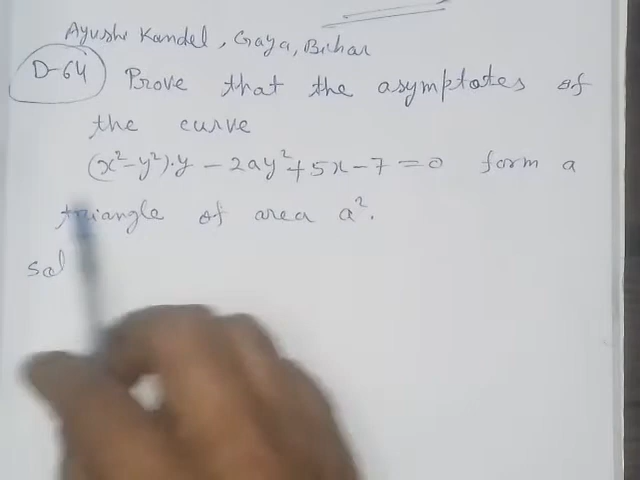 Ayushi Kandel, Gaya, Bihar
D-64 Prove that the asymptates of
the curve
(x²-y²).y - 2ay²+5x-7=0 form a
triangle of area a².
sol